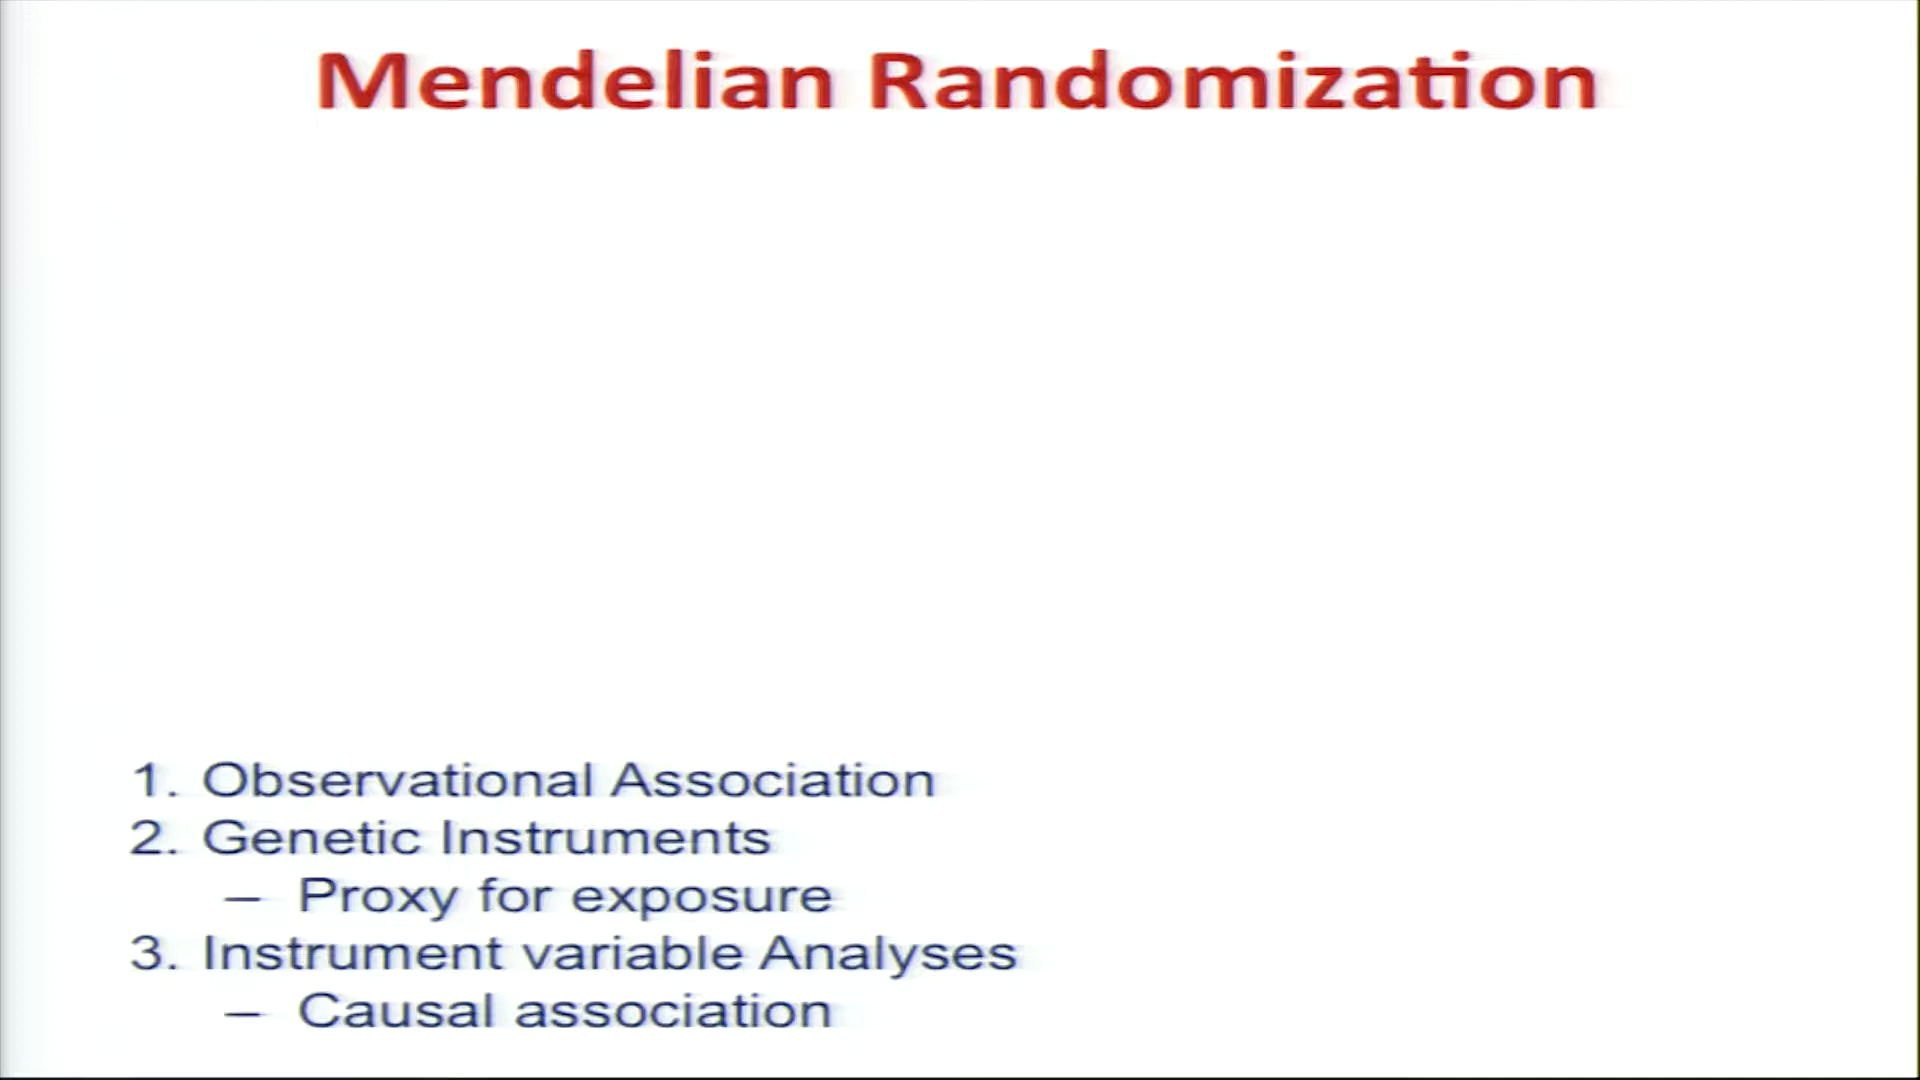 Mendelian Randomization
1. Observational Association
2. Genetic Instruments
– Proxy for exposure
3. Instrument variable Analyses
– Causal association